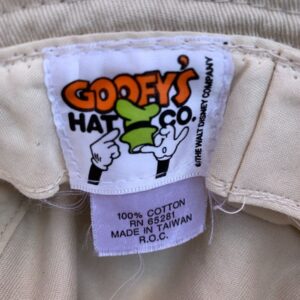 GOOFY'S
HAT CO.
©THE WALT DISNEY COMPANY
100% COTTON
RN 65281
MADE IN TAIWAN
R.O.C.